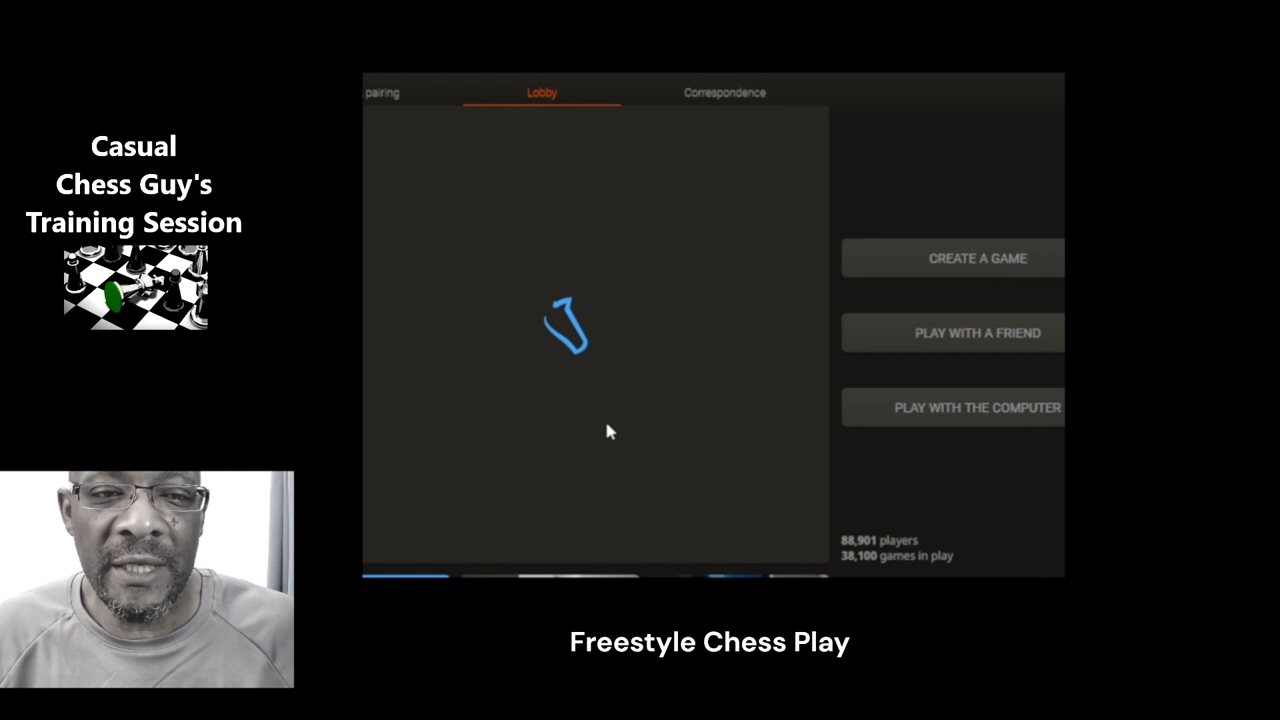 Casual
Chess Guy's
Training Session
pairing
Lobby
Correspondence
CREATE A GAME
PLAY WITH A FRIEND
PLAY WITH THE COMPUTER
88,901 players
38,100 games in play
Freestyle Chess Play